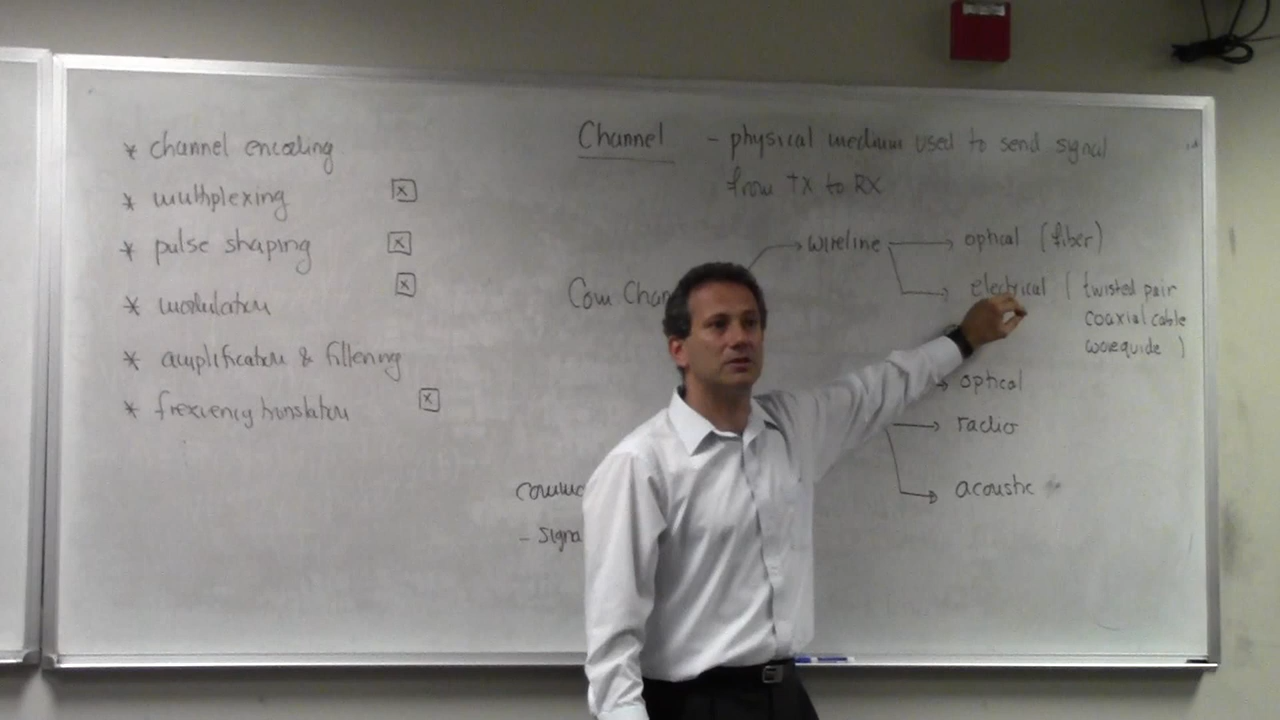 * channel encoding
* multiplexing [x]
* pulse shaping [x]
* modulation [x]
* amplification & filtering
* frequency translation [x]
Channel - physical medium used to send signal
from TX to RX
Com Chan
wireline
optical (fiber)
electrical ( twisted pair
coaxial cable
waveguide )
optical
radio
acoustic
- signa